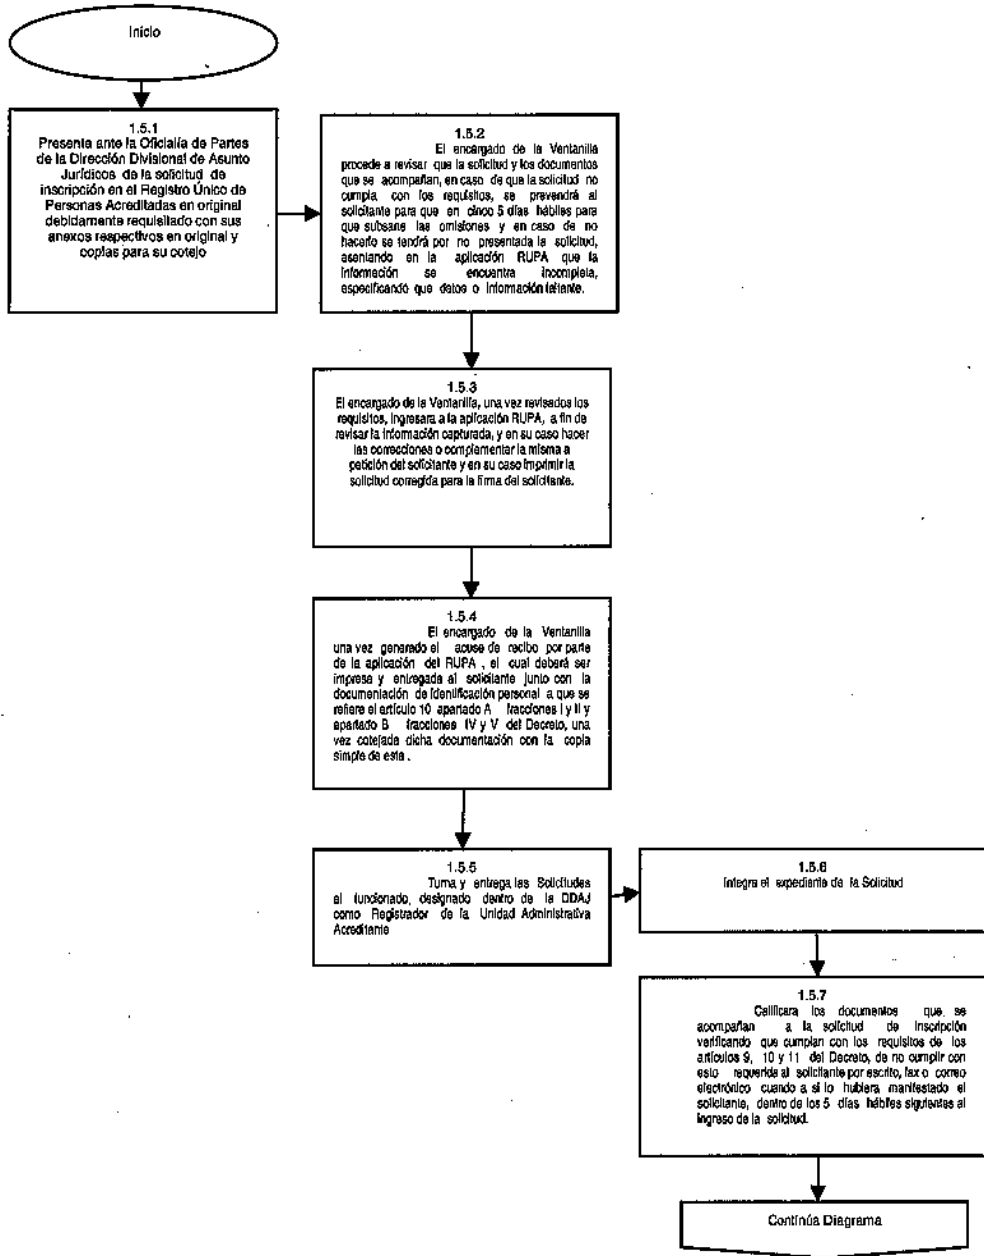 Inicio
1.5.1
Presente ante la Oficialía de Partes
de la Dirección Divisional de Asunto
Jurídicos de la solicitud de
inscripción en el Registro Único de
Personas Acreditadas en original
debidamente requisitado con sus
anexos respectivos en original y
copias para su cotejo
1.5.2
El encargado de la Ventanilla
procede a revisar que la solicitud y los documentos
que se acompañan, en caso de que la solicitud no
cumpla con los requisitos, se prevendrá al
solicitante para que en cinco 5 días hábiles para
que subsane las omisiones y en caso de no
hacerlo se tendrá por no presentada la solicitud,
asentando en la aplicación RUPA que la
información se encuentra incompleta,
especificando que datos o información faltante.
1.5.3
El encargado de la Ventanilla, una vez revisados los
requisitos, ingresara a la aplicación RUPA, a fin de
revisar la información capturada, y en su caso hacer
las correcciones o complementar la misma a
petición del solicitante y en su caso imprimir la
solicitud corregida para la firma del solicitante.
1.5.4
El encargado de la Ventanilla
una vez generado el acuse de recibo por parte
de la aplicación del RUPA , el cual deberá ser
impresa y entregada al solicitante junto con la
documentación de identificación personal a que se
refiere el artículo 10 apartado A fracciones I y II y
apartado B fracciones IV y V del Decreto, una
vez cotejada dicha documentación con la copia
simple de esta .
1.5.5
Turna y entrega las Solicitudes
al funcionado, designado dentro de la DDAJ
como Registrador de la Unidad Administrativa
Acreditante
1.5.6
Integra el expediente de la Solicitud
1.5.7
Calificara los documentos que se
acompañan a la solicitud de inscripción
verificando que cumplan con los requisitos de los
artículos 9, 10 y 11 del Decreto, de no cumplir con
esto requerida al solicitante por escrito, fax o correo
electrónico cuando a si lo hubiera manifestado el
solicitante, dentro de los 5 días hábiles siguientes al
ingreso de la solicitud.
Continúa Diagrama